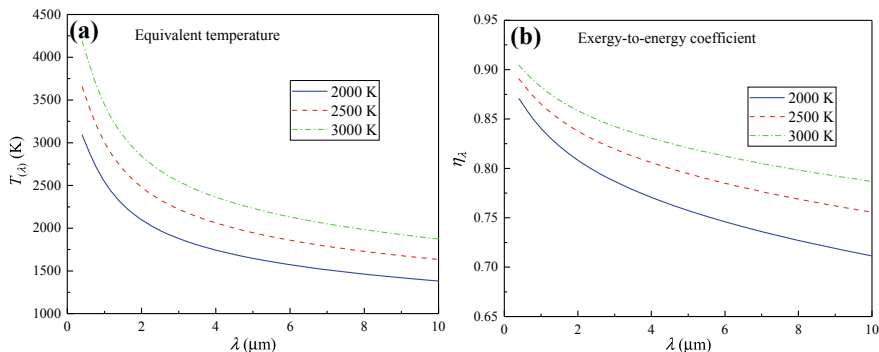 (a)
Equivalent temperature
2000 K
2500 K
3000 K
T(λ) (K)
4500
4000
3500
3000
2500
2000
1500
1000
0
2
4
6
8
10
λ (μm)
(b)
Exergy-to-energy coefficient
2000 K
2500 K
3000 K
ηλ
0.95
0.90
0.85
0.80
0.75
0.70
0.65
0
2
4
6
8
10
λ (μm)